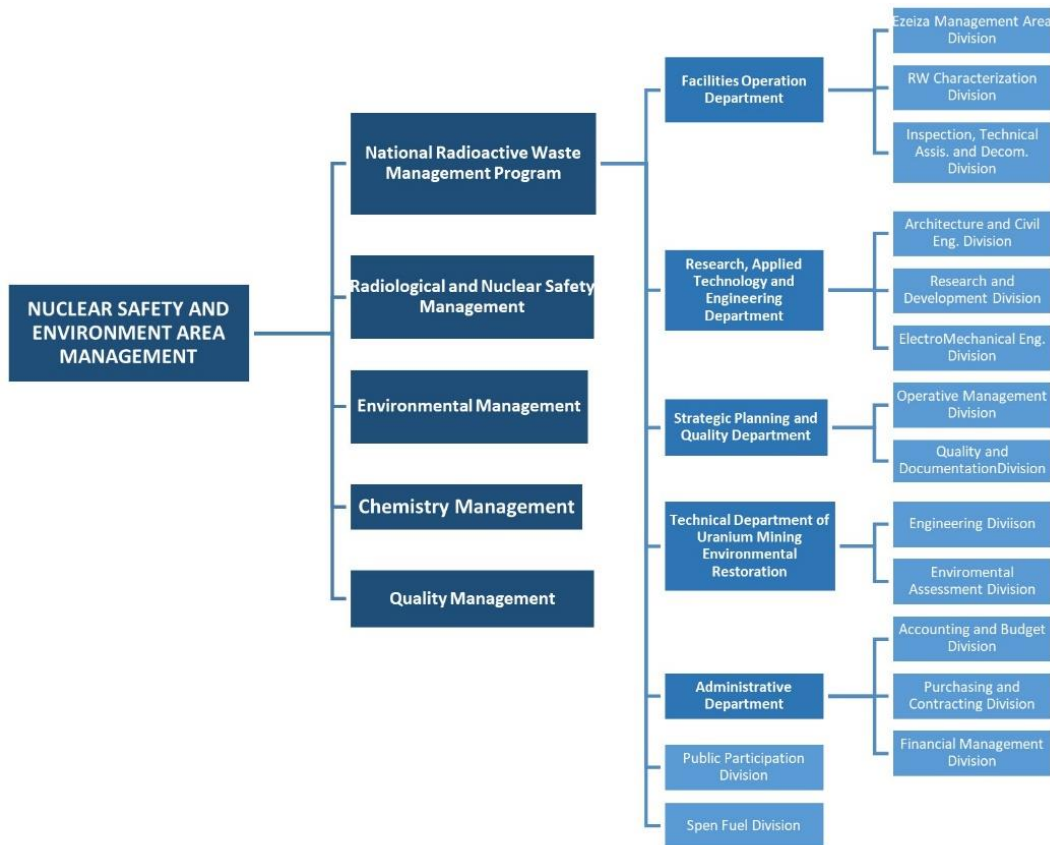 NUCLEAR SAFETY AND
ENVIRONMENT AREA
MANAGEMENT
National Radioactive Waste
Management Program
Radiological and Nuclear Safety
Management
Environmental Management
Chemistry Management
Quality Management
Facilities Operation
Department
Research, Applied
Technology and
Engineering
Department
Strategic Planning and
Quality Department
Technical Department of
Uranium Mining
Environmental
Restoration
Administrative
Department
Public Participation
Division
Spen Fuel Division
Ezeiza Management Area
Division
RW Characterization
Division
Inspection, Technical
Assis. and Decom.
Division
Architecture and Civil
Eng. Division
Research and
Development Division
ElectroMechanical Eng.
Division
Operative Management
Division
Quality and
DocumentationDivision
Engineering Diviison
Enviromental
Assessment Division
Accounting and Budget
Division
Purchasing and
Contracting Division
Financial Management
Division